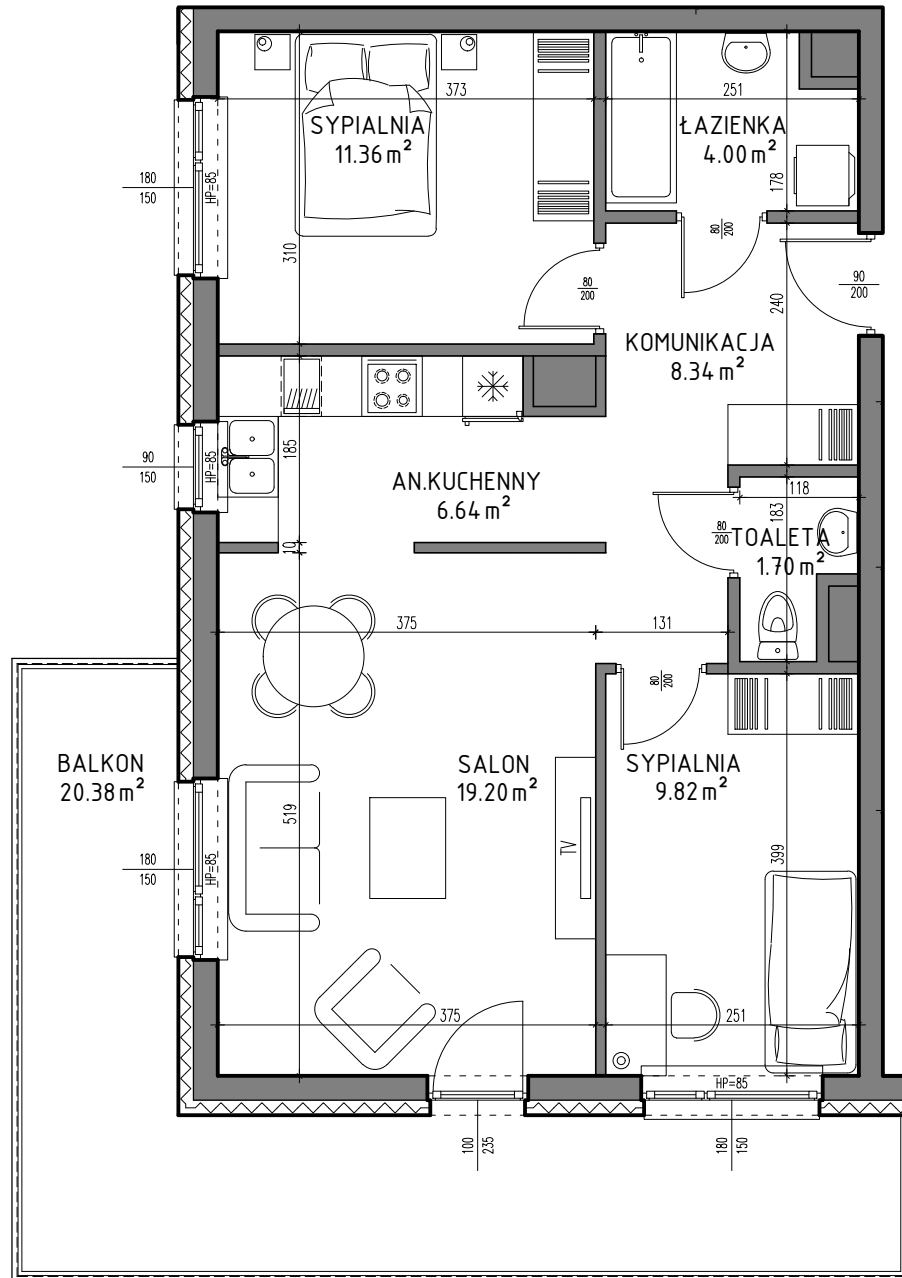 373
251
SYPIALNIA
11.36 m²
ŁAZIENKA
4.00 m²
178
180
150
HP=85
80
200
310
80
200
240
90
200
KOMUNIKACJA
8.34 m²
90
150
HP=85
185
AN.KUCHENNY
6.64 m²
118
183
80
200
TOALETA
1.70 m²
10
375
131
80
200
BALKON
20.38 m²
SALON
19.20 m²
SYPIALNIA
9.82 m²
519
180
150
HP=85
TV
399
375
251
HP=85
100
235
180
150